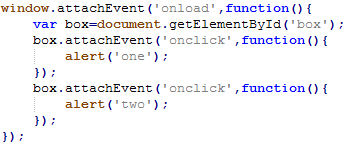 window.attachEvent('onload',function(){
    var box=document.getElementById('box');
    box.attachEvent('onclick',function(){
        alert('one');
    });
    box.attachEvent('onclick',function(){
        alert('two');
    });
});